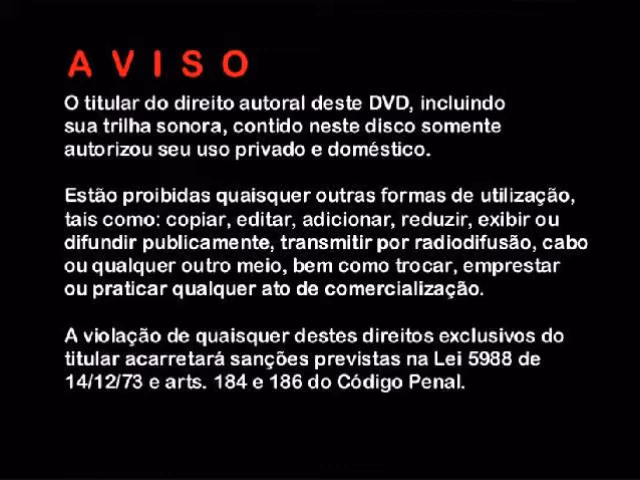 AVISO
O titular do direito autoral deste DVD, incluindo
sua trilha sonora, contido neste disco somente
autorizou seu uso privado e doméstico.
Estão proibidas quaisquer outras formas de utilização,
tais como: copiar, editar, adicionar, reduzir, exibir ou
difundir publicamente, transmitir por radiodifusão, cabo
ou qualquer outro meio, bem como trocar, emprestar
ou praticar qualquer ato de comercialização.
A violação de quaisquer destes direitos exclusivos do
titular acarretará sanções previstas na Lei 5988 de
14/12/73 e arts. 184 e 186 do Código Penal.